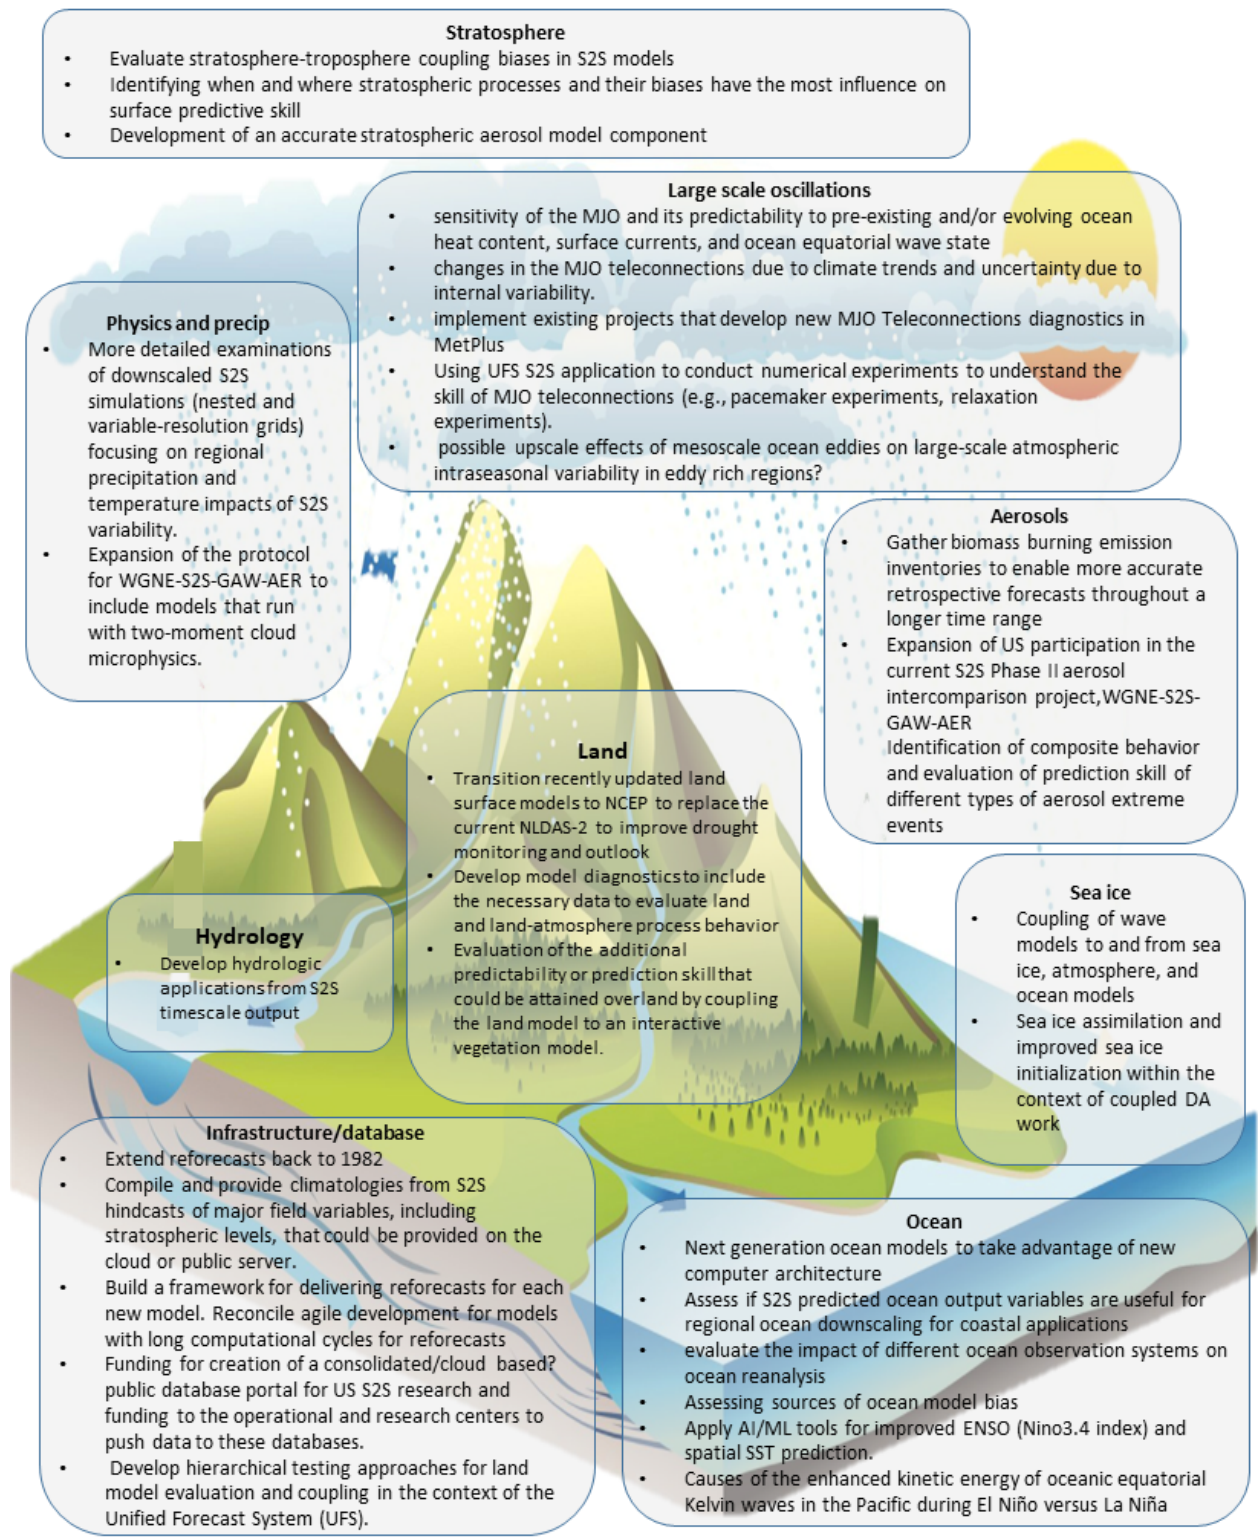 Stratosphere
• Evaluate stratosphere-troposphere coupling biases in S2S models
• Identifying when and where stratospheric processes and their biases have the most influence on
surface predictive skill
• Development of an accurate stratospheric aerosol model component
Large scale oscillations
• sensitivity of the MJO and its predictability to pre-existing and/or evolving ocean
heat content, surface currents, and ocean equatorial wave state
• changes in the MJO teleconnections due to climate trends and uncertainty due to
internal variability.
• implement existing projects that develop new MJO Teleconnections diagnostics in
MetPlus
• Using UFS S2S application to conduct numerical experiments to understand the
skill of MJO teleconnections (e.g., pacemaker experiments, relaxation
experiments).
• possible upscale effects of mesoscale ocean eddies on large-scale atmospheric
intraseasonal variability in eddy rich regions?
Physics and precip
• More detailed examinations
of downscaled S2S
simulations (nested and
variable-resolution grids)
focusing on regional
precipitation and
temperature impacts of S2S
variability.
• Expansion of the protocol
for WGNE-S2S-GAW-AER to
include models that run
with two-moment cloud
microphysics.
Aerosols
• Gather biomass burning emission
inventories to enable more accurate
retrospective forecasts throughout a
longer time range
• Expansion of US participation in the
current S2S Phase II aerosol
intercomparison project,WGNE-S2S-
GAW-AER
Identification of composite behavior
and evaluation of prediction skill of
different types of aerosol extreme
events
Land
• Transition recently updated land
surface models to NCEP to replace the
current NLDAS-2 to improve drought
monitoring and outlook
• Develop model diagnostics to include
the necessary data to evaluate land
and land-atmosphere process behavior
• Evaluation of the additional
predictability or prediction skill that
could be attained overland by coupling
the land model to an interactive
vegetation model.
Hydrology
• Develop hydrologic
applications from S2S
timescale output
Sea ice
• Coupling of wave
models to and from sea
ice, atmosphere, and
ocean models
• Sea ice assimilation and
improved sea ice
initialization within the
context of coupled DA
work
Infrastructure/database
• Extend reforecasts back to 1982
• Compile and provide climatologies from S2S
hindcasts of major field variables, including
stratospheric levels, that could be provided on the
cloud or public server.
• Build a framework for delivering reforecasts for each
new model. Reconcile agile development for models
with long computational cycles for reforecasts
• Funding for creation of a consolidated/cloud based?
public database portal for US S2S research and
funding to the operational and research centers to
push data to these databases.
• Develop hierarchical testing approaches for land
model evaluation and coupling in the context of the
Unified Forecast System (UFS).
Ocean
• Next generation ocean models to take advantage of new
computer architecture
• Assess if S2S predicted ocean output variables are useful for
regional ocean downscaling for coastal applications
• evaluate the impact of different ocean observation systems on
ocean reanalysis
• Assessing sources of ocean model bias
• Apply AI/ML tools for improved ENSO (Nino3.4 index) and
spatial SST prediction.
• Causes of the enhanced kinetic energy of oceanic equatorial
Kelvin waves in the Pacific during El Niño versus La Niña